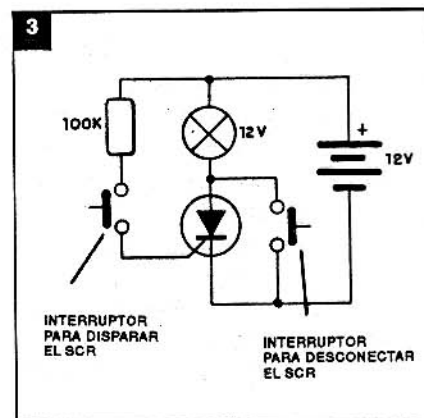 3
100K
12V
+
12V
INTERRUPTOR
PARA DISPARAR
EL SCR
INTERRUPTOR
PARA DESCONECTAR
EL SCR